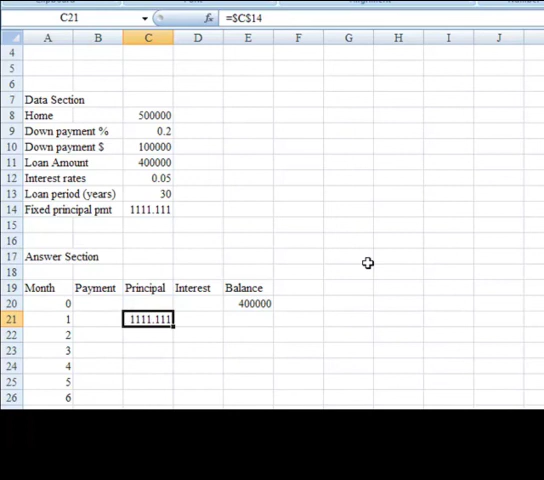 C21 fx =$C$14
A B C D E F G H I J
4
5
6
7 Data Section
8 Home 500000
9 Down payment % 0.2
10 Down payment $ 100000
11 Loan Amount 400000
12 Interest rates 0.05
13 Loan period (years) 30
14 Fixed principal pmt 1111.111
15
16
17 Answer Section
18
19 Month Payment Principal Interest Balance
20 0 400000
21 1 1111.111
22 2
23 3
24 4
25 5
26 6